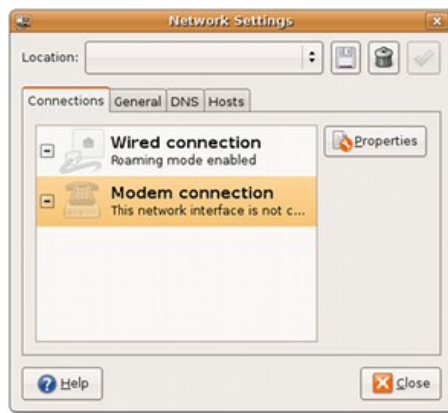 Network Settings
Location:
Connections General DNS Hosts
Wired connection
Roaming mode enabled
Properties
Modem connection
This network interface is not c...
Help
Close